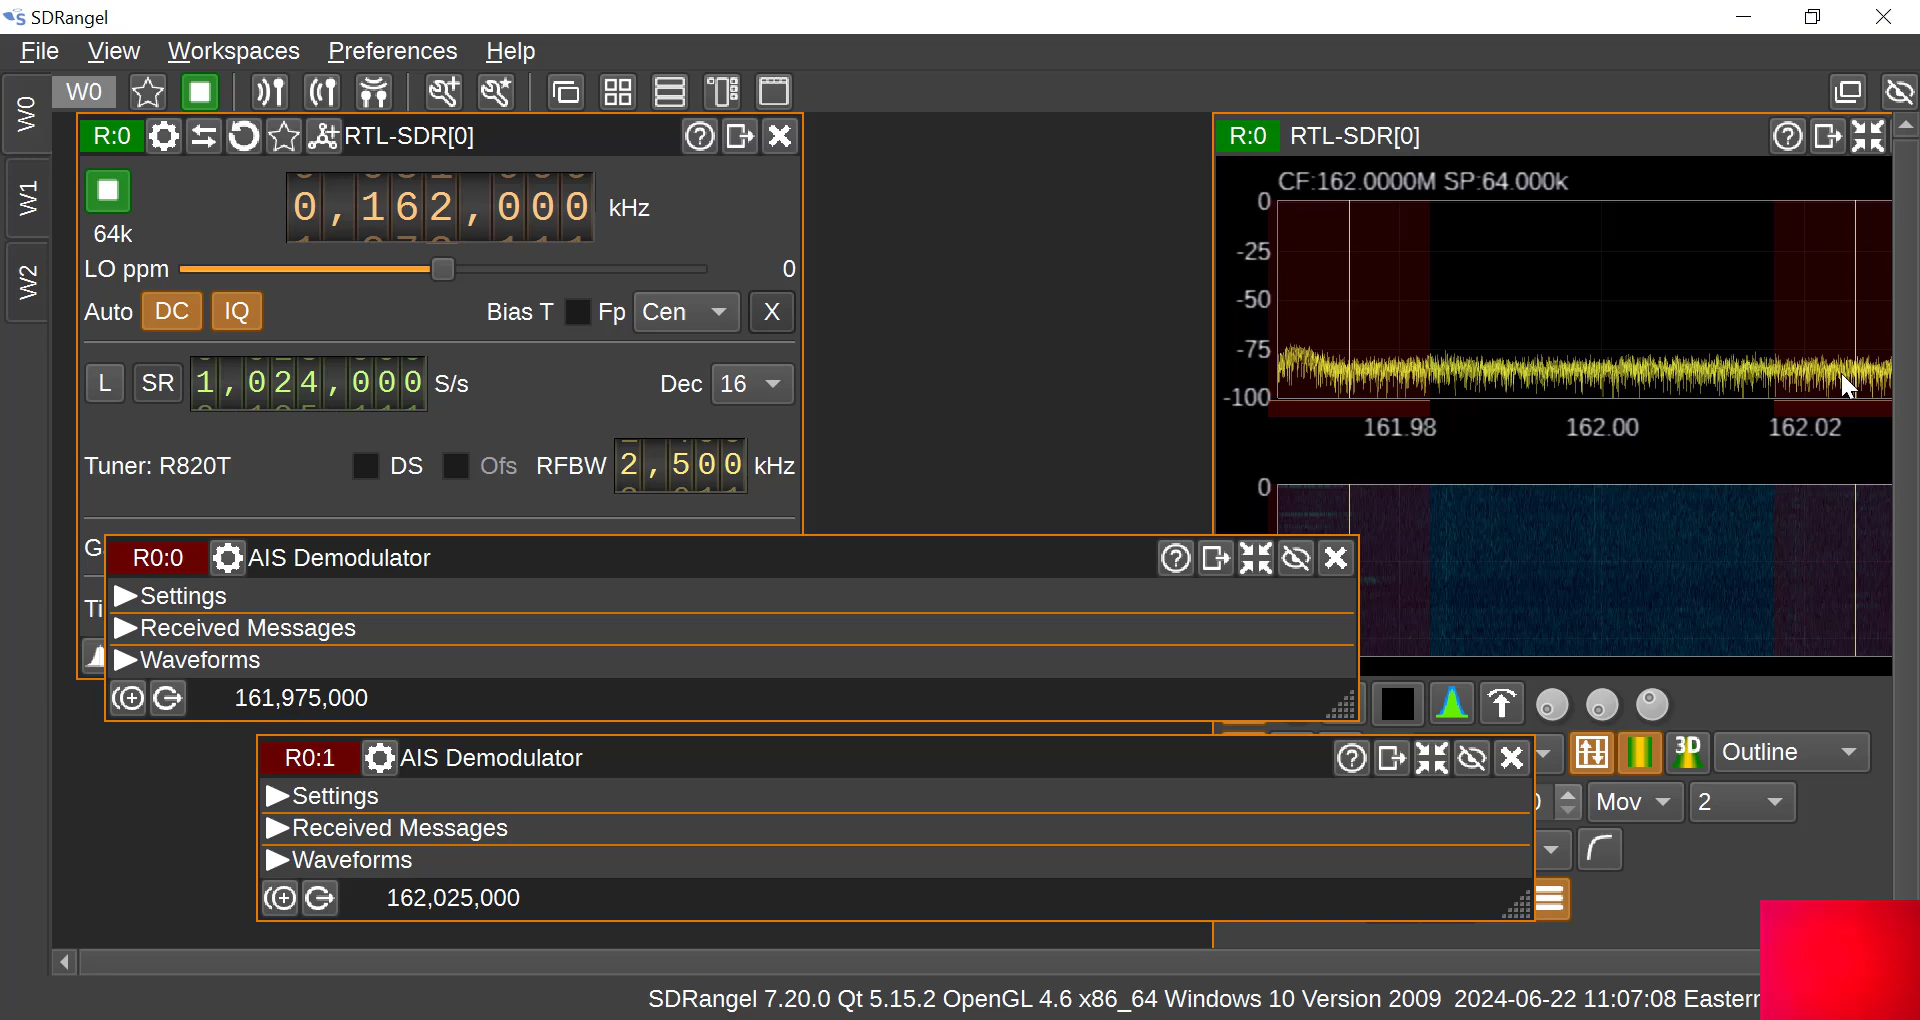 SDRangel
File View Workspaces Preferences Help
W0 W0
W1
W2
R:0 RTL-SDR[0]
64k
0,162,000 kHz
LO ppm 0
Auto DC IQ Bias T Fp Cen X
L SR 1,024,000 S/s Dec 16
Tuner: R820T DS Ofs RFBW 2,500 kHz
G
Ti
R:0 RTL-SDR[0]
CF:162.0000M SP:64.000k
0
-25
-50
-75
-100
161.98 162.00 162.02
0
R0:0 AIS Demodulator
Settings
Received Messages
Waveforms
161,975,000
R0:1 AIS Demodulator
Settings
Received Messages
Waveforms
162,025,000
3D Outline
Mov 2
SDRangel 7.20.0 Qt 5.15.2 OpenGL 4.6 x86_64 Windows 10 Version 2009 2024-06-22 11:07:08 Eastern